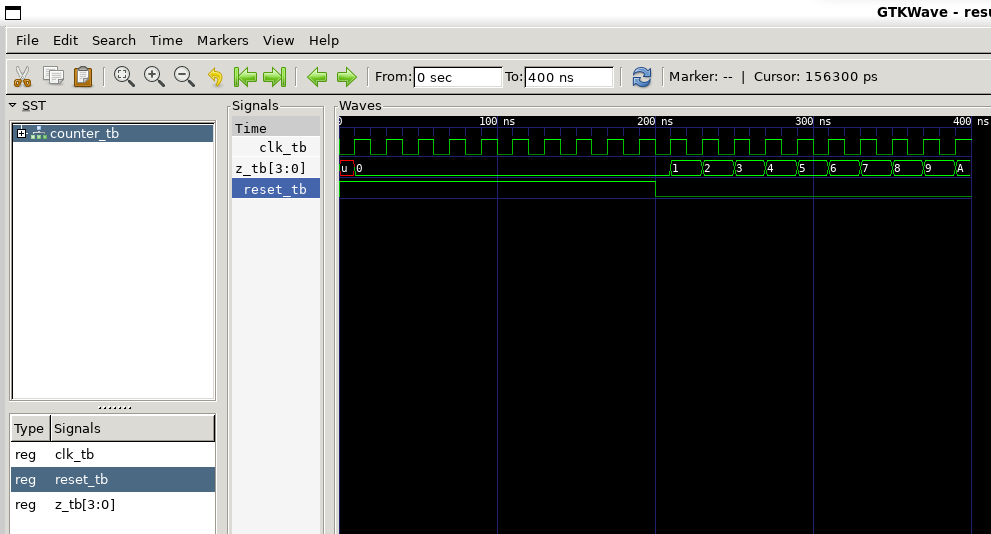 GTKWave - resu
File Edit Search Time Markers View Help
From: 0 sec To: 400 ns Marker: -- | Cursor: 156300 ps
SST
counter_tb
Type Signals
reg clk_tb
reg reset_tb
reg z_tb[3:0]
Signals
Time
clk_tb
z_tb[3:0]
reset_tb
Waves
0 100 ns 200 ns 300 ns 400 ns
u 0 1 2 3 4 5 6 7 8 9 A